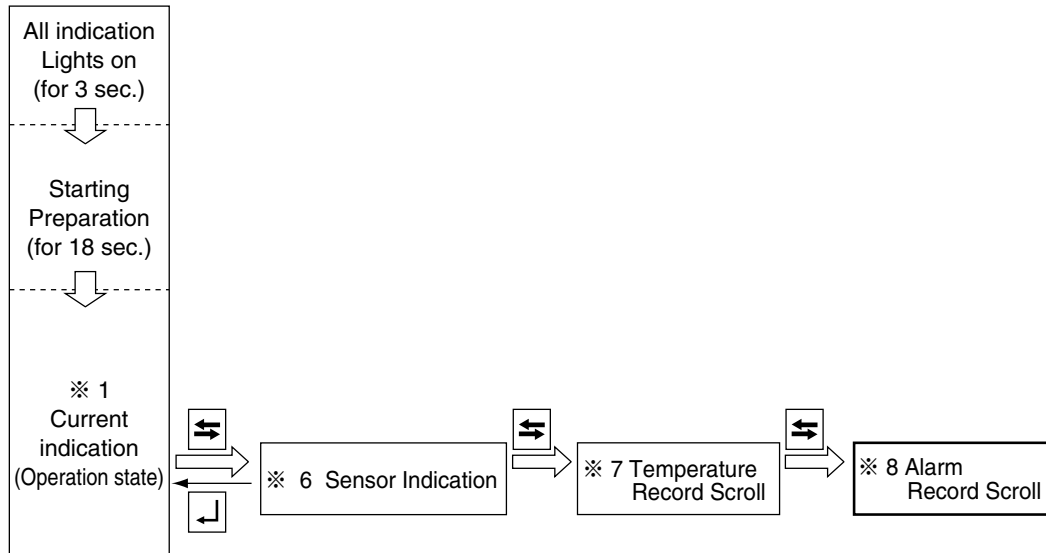 All indication
Lights on
(for 3 sec.)
Starting
Preparation
(for 18 sec.)
※ 1
Current
indication
(Operation state)
※ 6 Sensor Indication
※ 7 Temperature
Record Scroll
※ 8 Alarm
Record Scroll